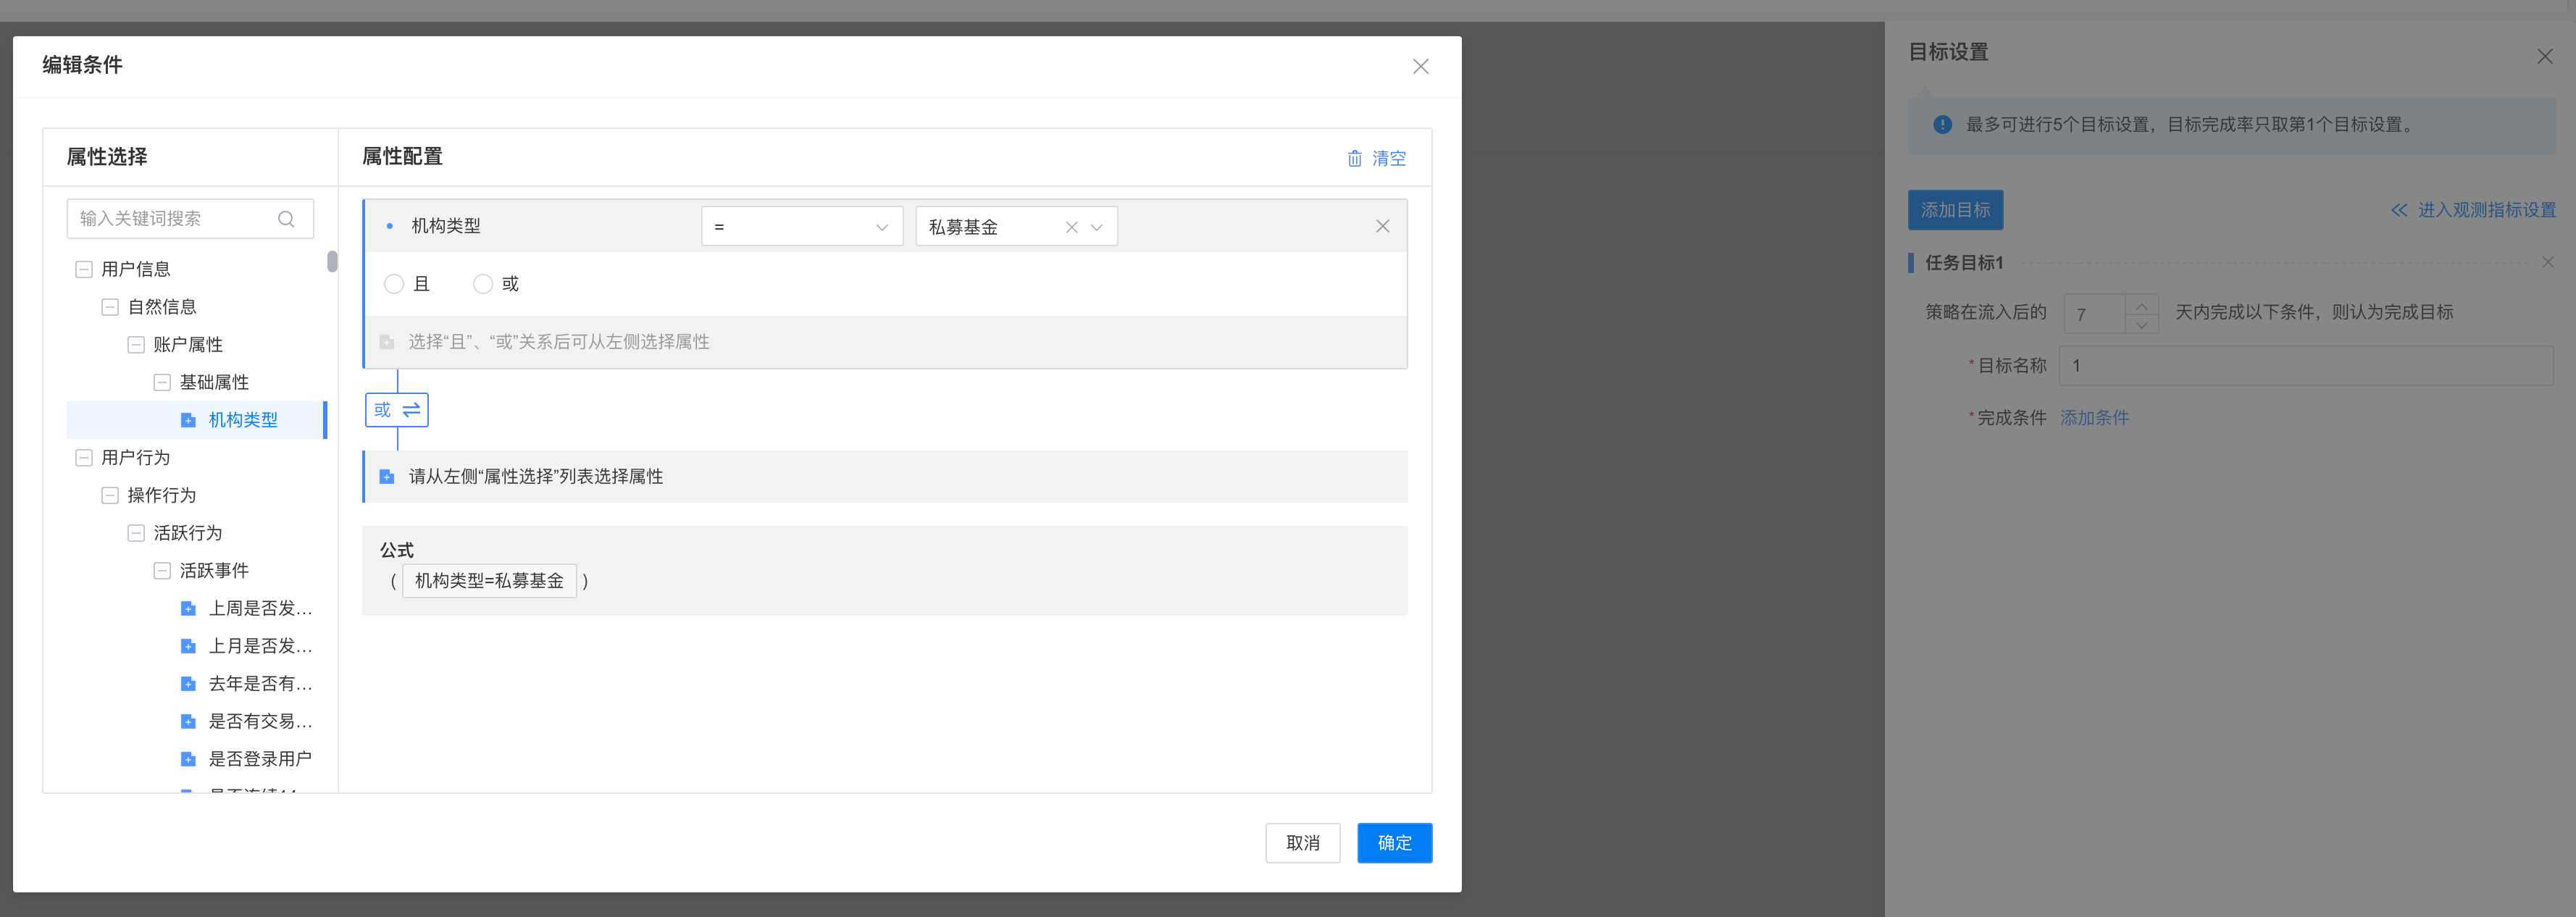 编辑条件
属性选择
输入关键词搜索
用户信息
自然信息
账户属性
基础属性
机构类型
用户行为
操作行为
活跃行为
活跃事件
上周是否发...
上月是否发...
去年是否有...
是否有交易...
是否登录用户
属性配置
清空
机构类型 = 私募基金
且 或
选择“且”、“或”关系后可从左侧选择属性
或
请从左侧“属性选择”列表选择属性
公式
( 机构类型=私募基金 )
取消 确定
目标设置
最多可进行5个目标设置，目标完成率只取第1个目标设置。
添加目标 进入观测指标设置
任务目标1
策略在流入后的 7 天内完成以下条件，则认为完成目标
*目标名称 1
*完成条件 添加条件